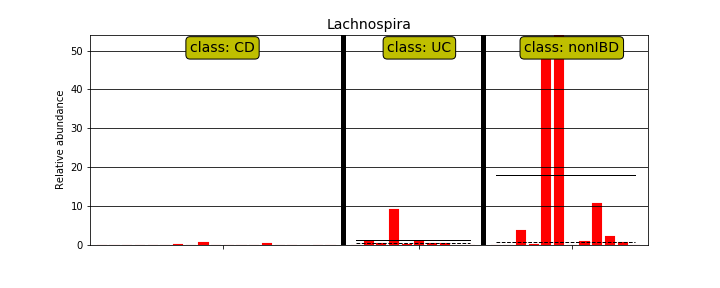 Lachnospira
class: CD
class: UC
class: nonIBD
Relative abundance
50
40
30
20
10
0